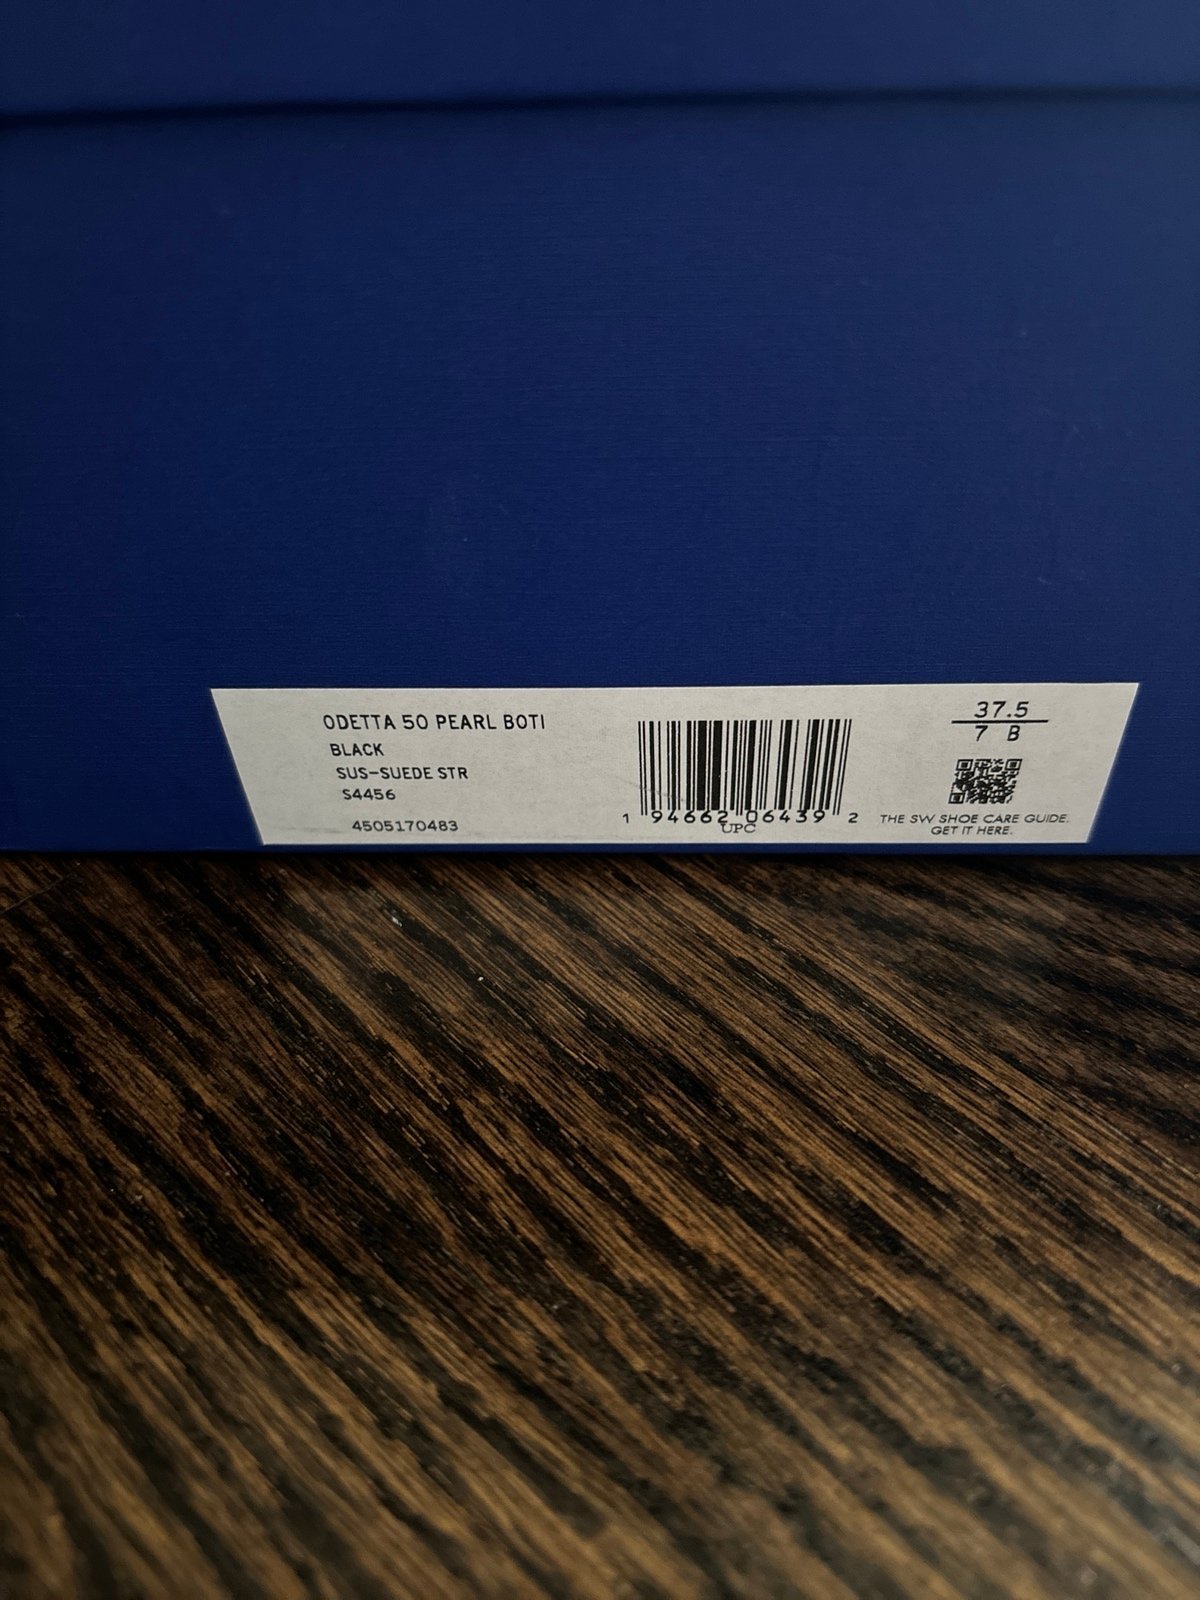 ODETTA 50 PEARL BOTI
BLACK
SUS-SUEDE STR
S4456
4505170483
1 94662 06439 2
UPC
37.5
7 B
THE SW SHOE CARE GUIDE.
GET IT HERE.